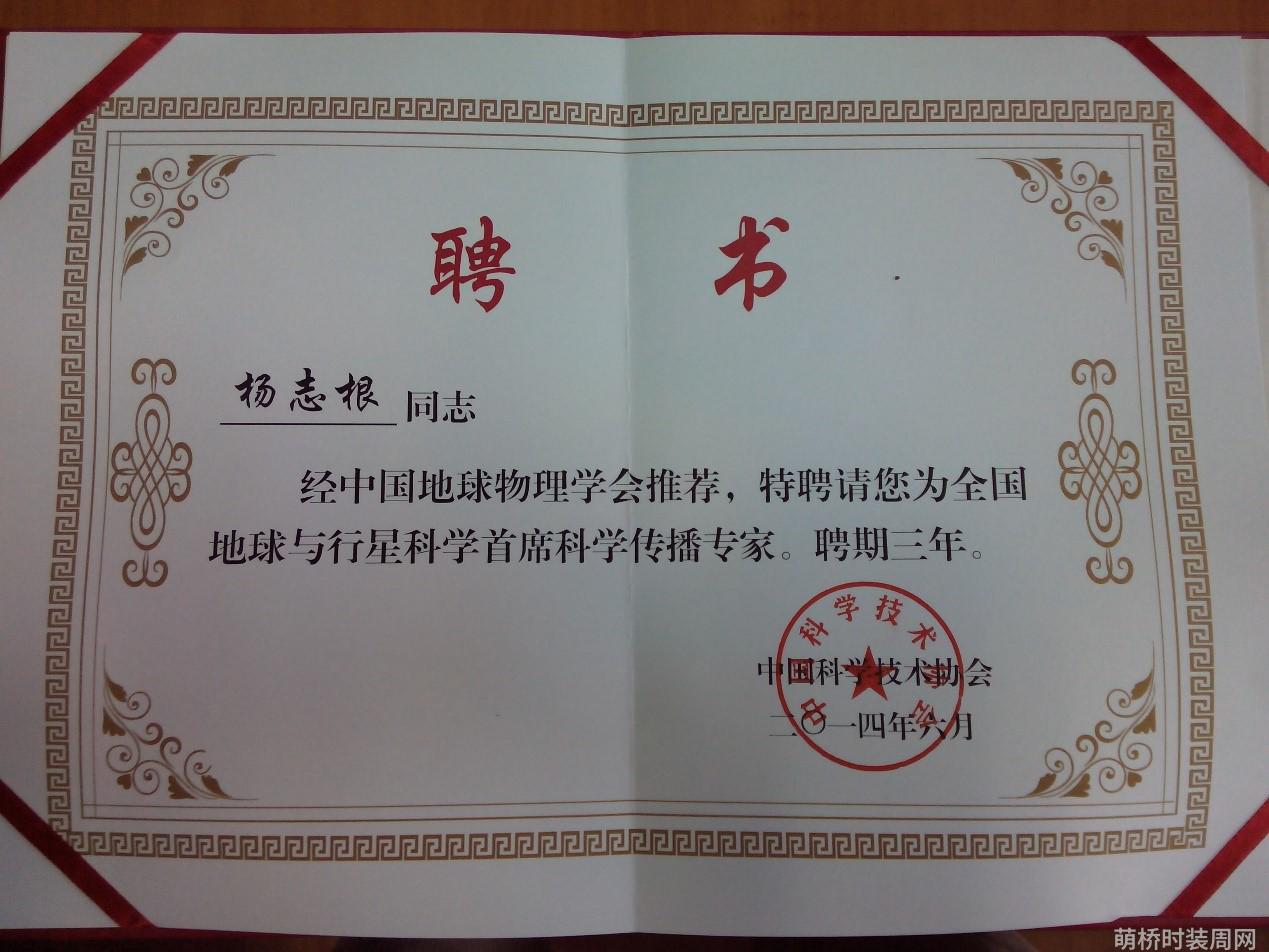 聘 书
杨志根 同志
经中国地球物理学会推荐，特聘请您为全国
地球与行星科学首席科学传播专家。聘期三年。
中国科学技术协会
中国科学技术协会
二〇一四年六月
萌桥时装周网